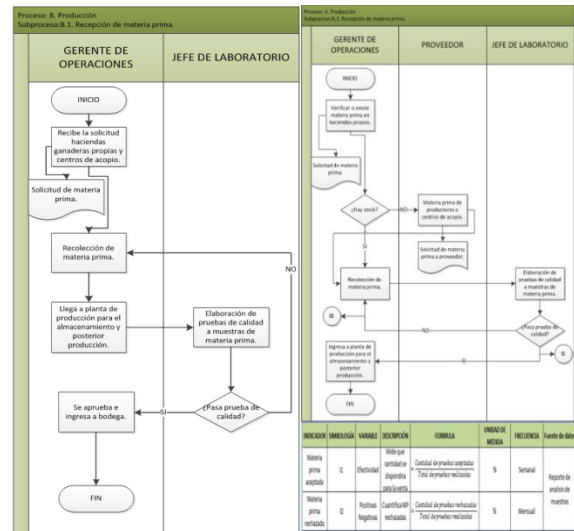 Proceso: B. Producción
Subproceso:B.1. Recepción de materia prima.
GERENTE DE
OPERACIONES
JEFE DE LABORATORIO
INICIO
Recibe la solicitud
haciendas
ganaderas propias y
centros de acopio.
Solicitud de materia
prima.
Recolección de
materia prima.
NO
Llega a planta de
producción para el
almacenamiento y
posterior
producción.
Elaboración de
pruebas de calidad
a muestras de
materia prima.
Se aprueba e
ingresa a bodega.
SI
¿Pasa prueba de
calidad?
FIN
Proceso: A. Producción
Subproceso:A.1. Recepción de materia prima.
GERENTE DE
OPERACIONES
PROVEEDOR
JEFE DE LABORATORIO
INICIO
Verificar si existe
materia prima en
haciendas propias.
Solicitud de materia
prima.
¿Hay stock?
NO
Materia prima de
productores o
centros de acopio.
Solicitud de materia
prima a proveedor.
SI
Recolección de
materia prima.
Elaboración de
pruebas de calidad
a muestras de
materia prima.
I2
NO
¿Pasa prueba de
calidad?
I1
SI
Ingresa a planta de
producción para el
almacenamiento y
posterior
producción.
FIN
INDICADOR SIMBOLOGÍA VARIABLE DESCRIPCIÓN FORMULA UNIDAD DE MEDIDA FRECUENCIA Fuente de datos
Materia prima aceptada I1 Efectividad Mide que cantidad se dispondría para la venta = Cantidad de pruebas aceptadas / Total de pruebas realizadas % Semanal
Reporte de analisis de muestras
Materia prima rechazada I2 Positivas Negativas Cuantifica MP rechazadas = Cantidad de pruebas rechazadas / Total de pruebas realizadas % Mensual